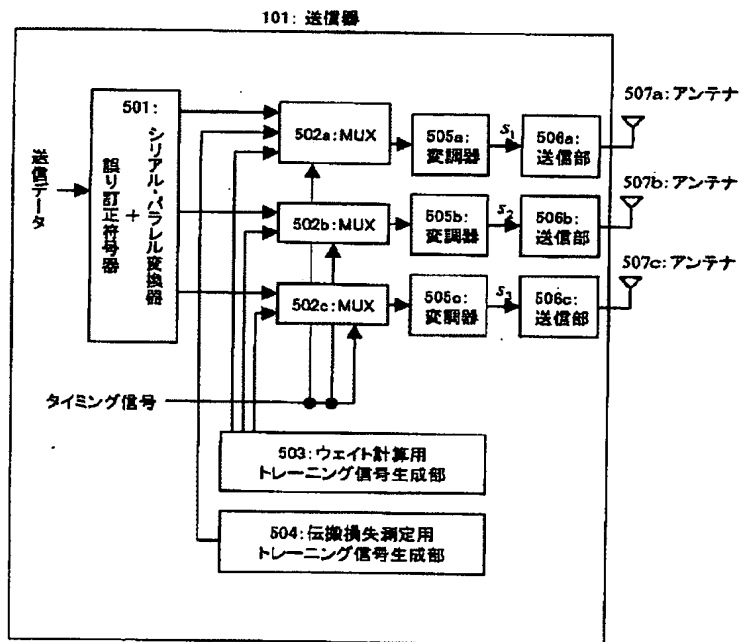 101: 送信器
送信データ
501:
シリアル・パラレル変換器
+
誤り訂正符号器
502a:MUX
505a:
変調器
s1
506a:
送信部
507a:アンテナ
502b:MUX
505b:
変調器
s2
506b:
送信部
507b:アンテナ
502c:MUX
505c:
変調器
s3
506c:
送信部
507c:アンテナ
タイミング信号
503:ウェイト計算用
トレーニング信号生成部
504:伝搬損失測定用
トレーニング信号生成部